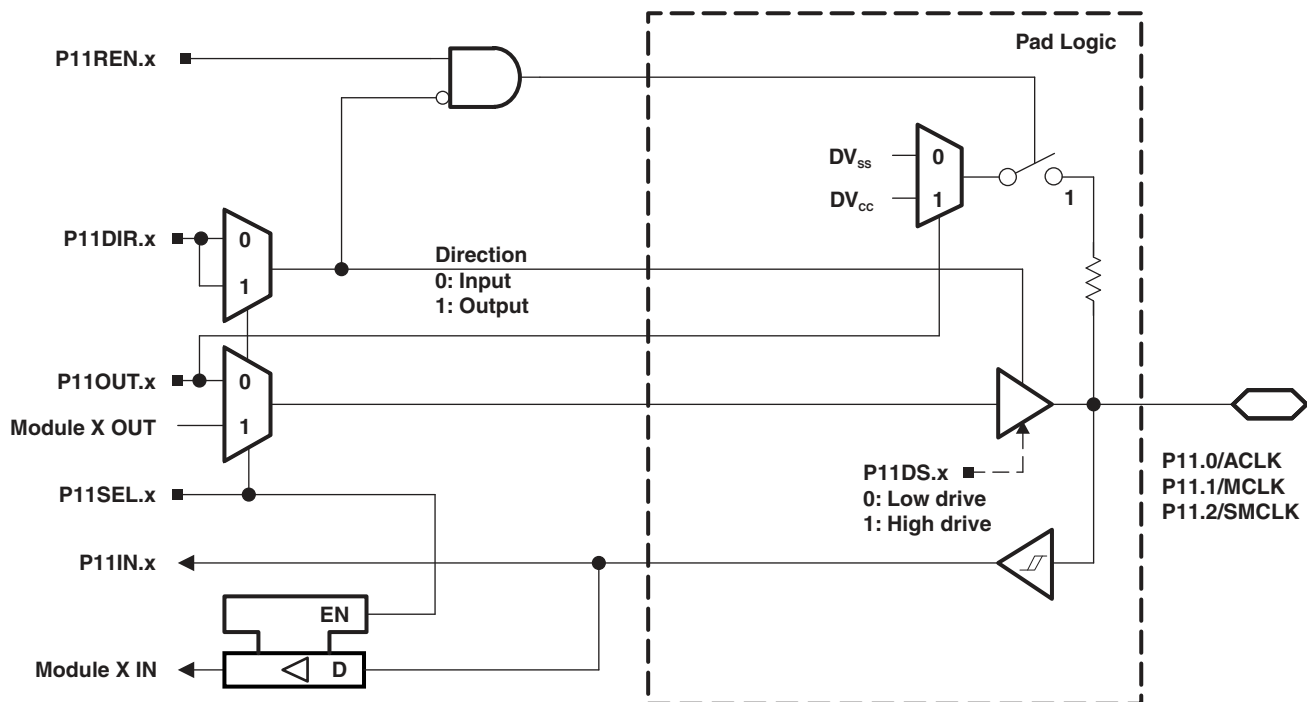 Pad Logic
P11REN.x
DVss
0
DVcc
1
1
P11DIR.x
0
1
Direction
0: Input
1: Output
P11OUT.x
0
Module X OUT
1
P11DS.x
0: Low drive
1: High drive
P11.0/ACLK
P11.1/MCLK
P11.2/SMCLK
P11SEL.x
P11IN.x
EN
Module X IN
D